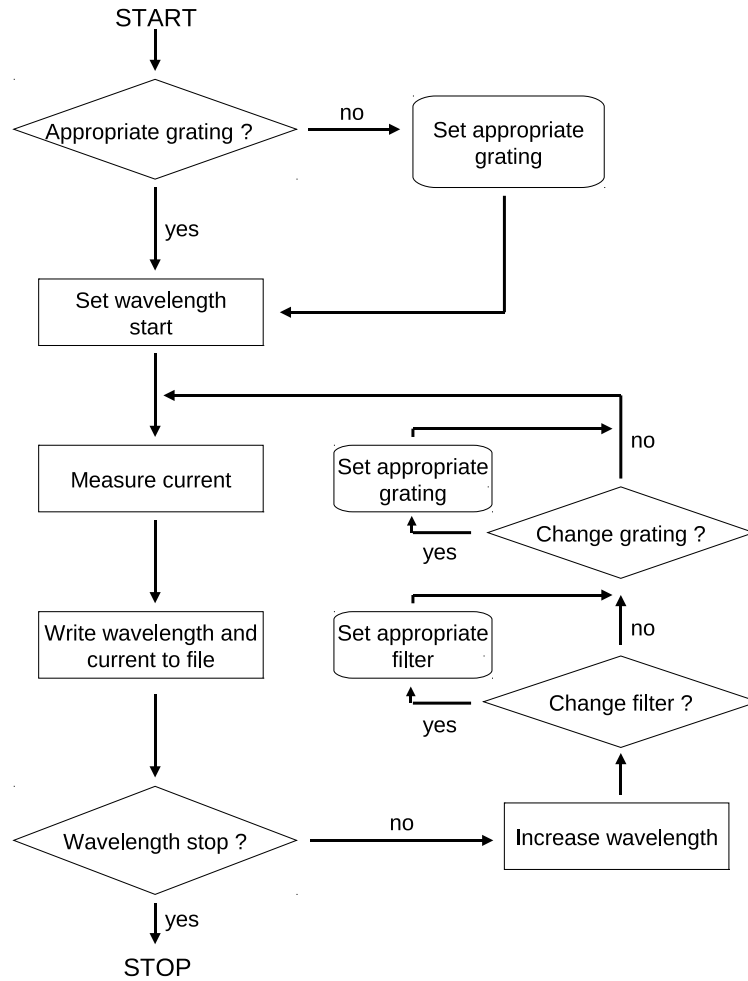 START
Appropriate grating ?
no
Set appropriate
grating
yes
Set wavelength
start
no
Set appropriate
grating
Measure current
Change grating ?
yes
Set appropriate
filter
no
Write wavelength and
current to file
Change filter ?
yes
Wavelength stop ?
no
Increase wavelength
yes
STOP